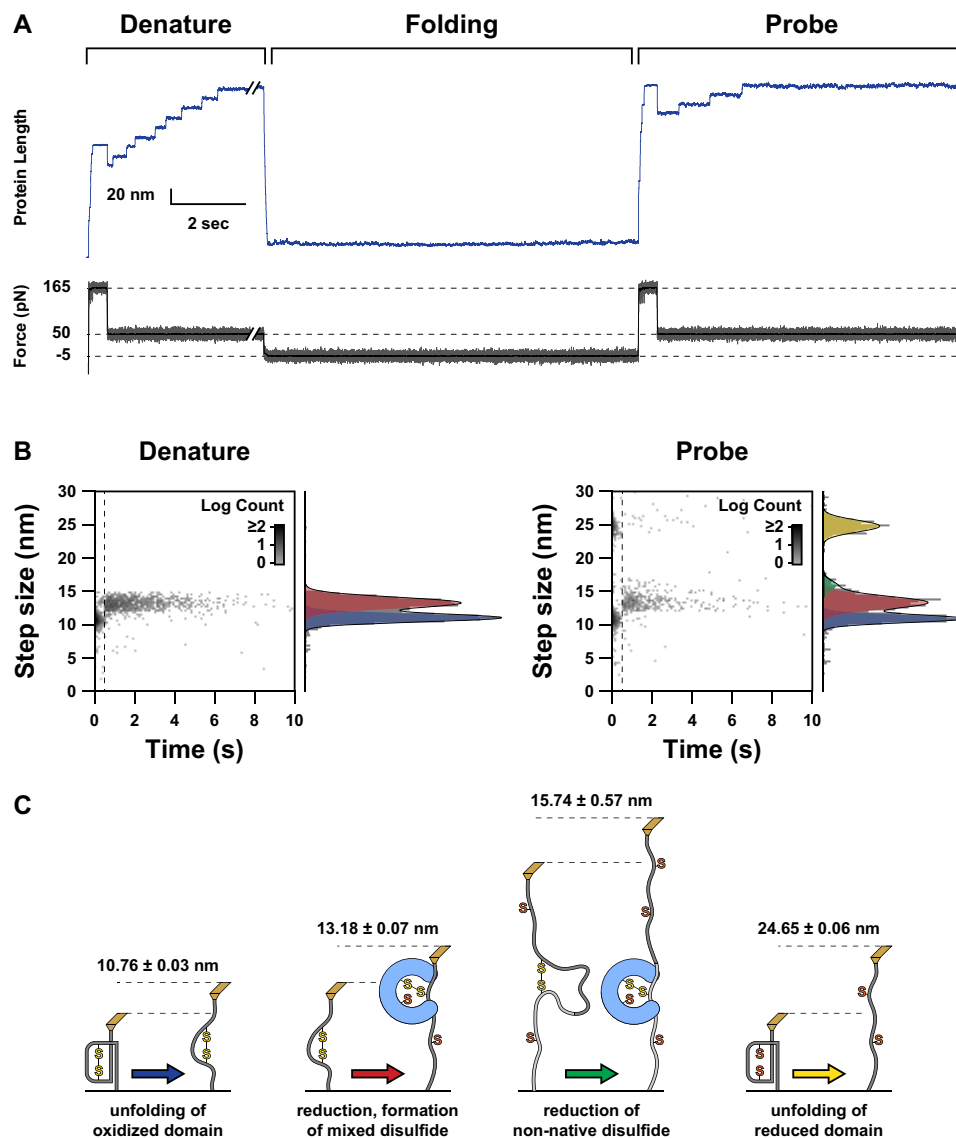 A
Denature Folding Probe
Protein Length
20 nm
2 sec
Force (pN)
165
50
-5
B
Denature
Step size (nm)
30
25
20
15
10
5
0
Log Count
≥2
1
0
0 2 4 6 8 10
Time (s)
Probe
Step size (nm)
30
25
20
15
10
5
0
Log Count
≥2
1
0
0 2 4 6 8 10
Time (s)
C
10.76 ± 0.03 nm
S
S
S
S
unfolding of
oxidized domain
13.18 ± 0.07 nm
S
S
S
S
S
S
reduction, formation
of mixed disulfide
15.74 ± 0.57 nm
S
S
S
S
S
S
S
S
S
S
reduction of
non-native disulfide
24.65 ± 0.06 nm
S
S
S
S
unfolding of
reduced domain